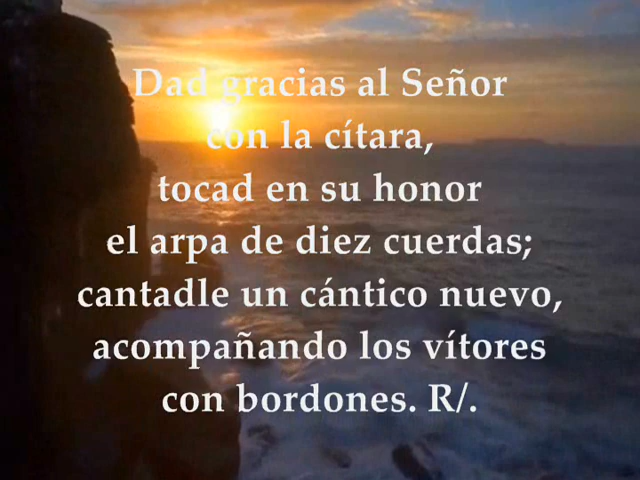 Dad gracias al Señor
con la cítara,
tocad en su honor
el arpa de diez cuerdas;
cantadle un cántico nuevo,
acompañando los vítores
con bordones. R/.